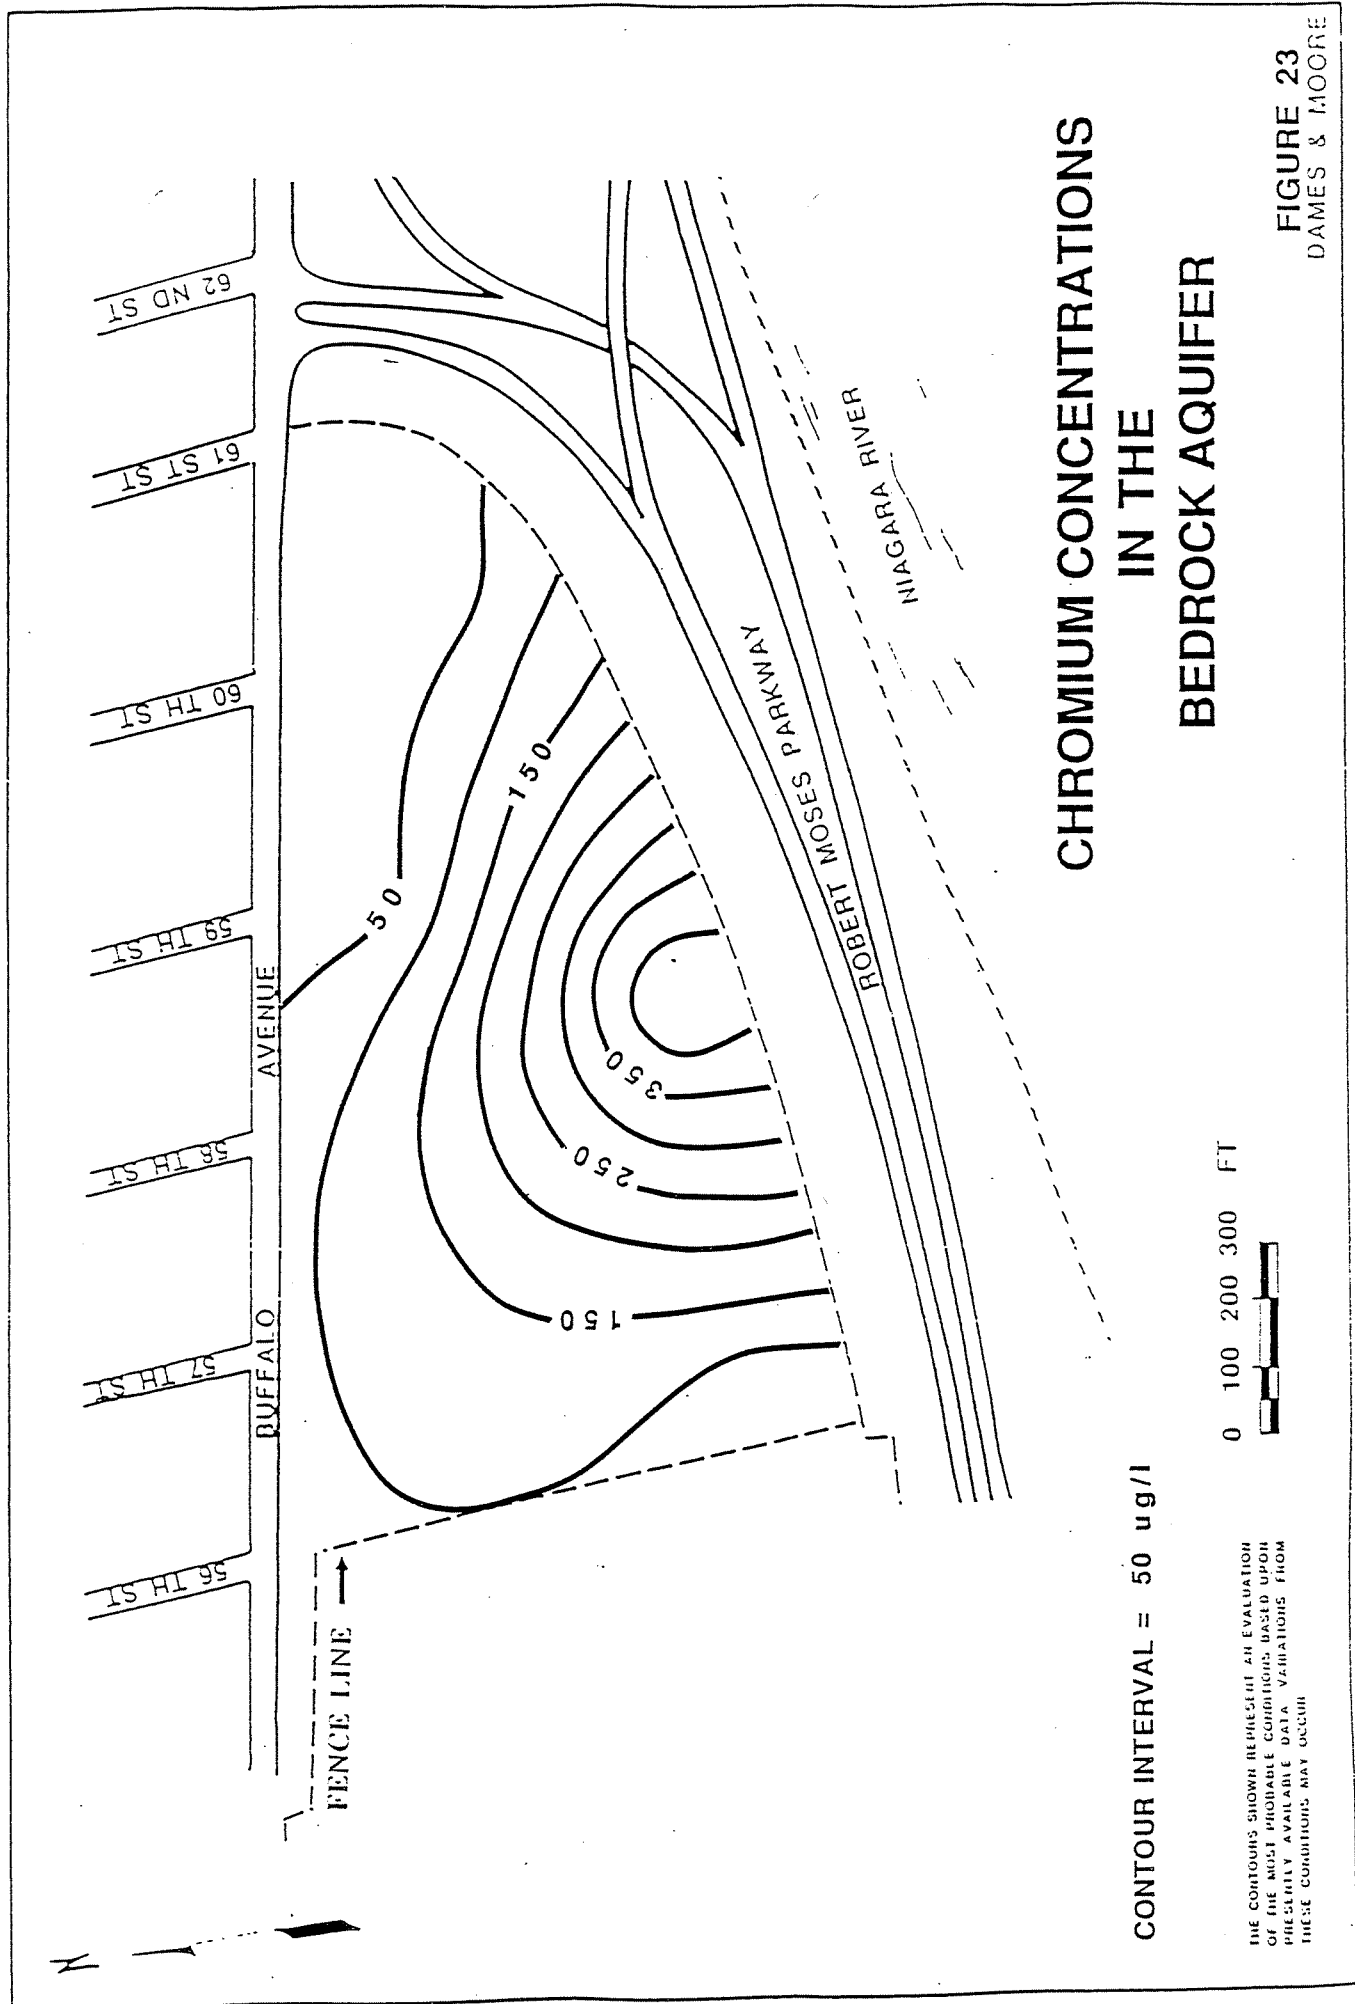 N
56 TH ST
57 TH ST
58 TH ST
59 TH ST
60 TH ST
61 ST ST
62 ND ST
BUFFALO AVENUE
FENCE LINE
50
150
150
250
350
ROBERT MOSES PARKWAY
NIAGARA RIVER
CONTOUR INTERVAL = 50 ug/l
0 100 200 300 FT
THE CONTOURS SHOWN REPRESENT AN EVALUATION
OF THE MOST PROBABLE CONDITIONS BASED UPON
PRESENTLY AVAILABLE DATA VARIATIONS FROM
THESE CONDITIONS MAY OCCUR
CHROMIUM CONCENTRATIONS
IN THE
BEDROCK AQUIFER
FIGURE 23
DAMES & MOORE